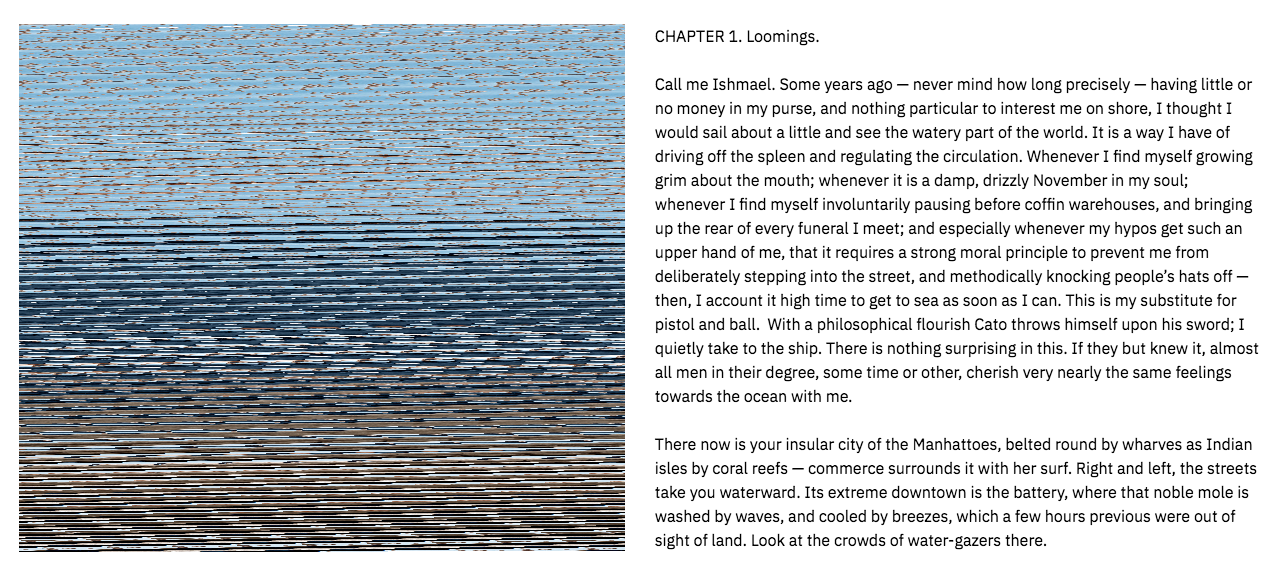 CHAPTER 1. Loomings.
Call me Ishmael. Some years ago — never mind how long precisely — having little or
no money in my purse, and nothing particular to interest me on shore, I thought I
would sail about a little and see the watery part of the world. It is a way I have of
driving off the spleen and regulating the circulation. Whenever I find myself growing
grim about the mouth; whenever it is a damp, drizzly November in my soul;
whenever I find myself involuntarily pausing before coffin warehouses, and bringing
up the rear of every funeral I meet; and especially whenever my hypos get such an
upper hand of me, that it requires a strong moral principle to prevent me from
deliberately stepping into the street, and methodically knocking people’s hats off —
then, I account it high time to get to sea as soon as I can. This is my substitute for
pistol and ball.  With a philosophical flourish Cato throws himself upon his sword; I
quietly take to the ship. There is nothing surprising in this. If they but knew it, almost
all men in their degree, some time or other, cherish very nearly the same feelings
towards the ocean with me.
There now is your insular city of the Manhattoes, belted round by wharves as Indian
isles by coral reefs — commerce surrounds it with her surf. Right and left, the streets
take you waterward. Its extreme downtown is the battery, where that noble mole is
washed by waves, and cooled by breezes, which a few hours previous were out of
sight of land. Look at the crowds of water-gazers there.